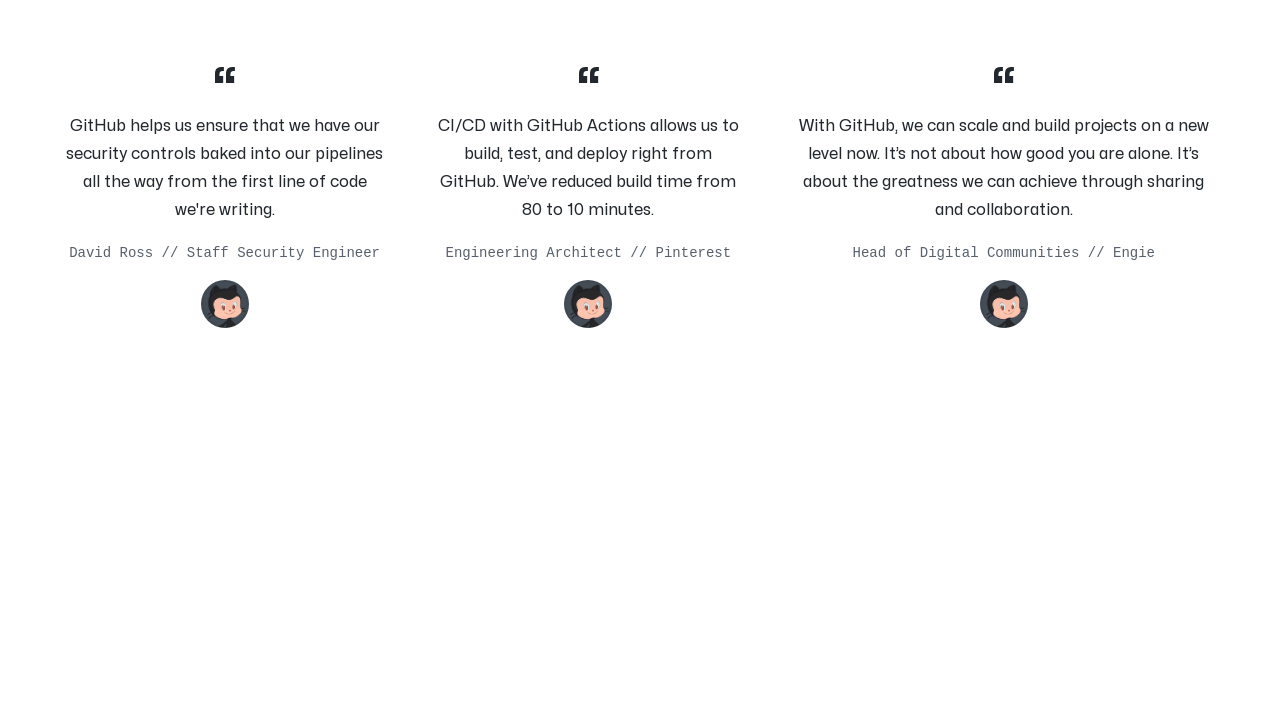 “
GitHub helps us ensure that we have our
security controls baked into our pipelines
all the way from the first line of code
we're writing.
David Ross // Staff Security Engineer
“
CI/CD with GitHub Actions allows us to
build, test, and deploy right from
GitHub. We’ve reduced build time from
80 to 10 minutes.
Engineering Architect // Pinterest
“
With GitHub, we can scale and build projects on a new
level now. It’s not about how good you are alone. It’s
about the greatness we can achieve through sharing
and collaboration.
Head of Digital Communities // Engie